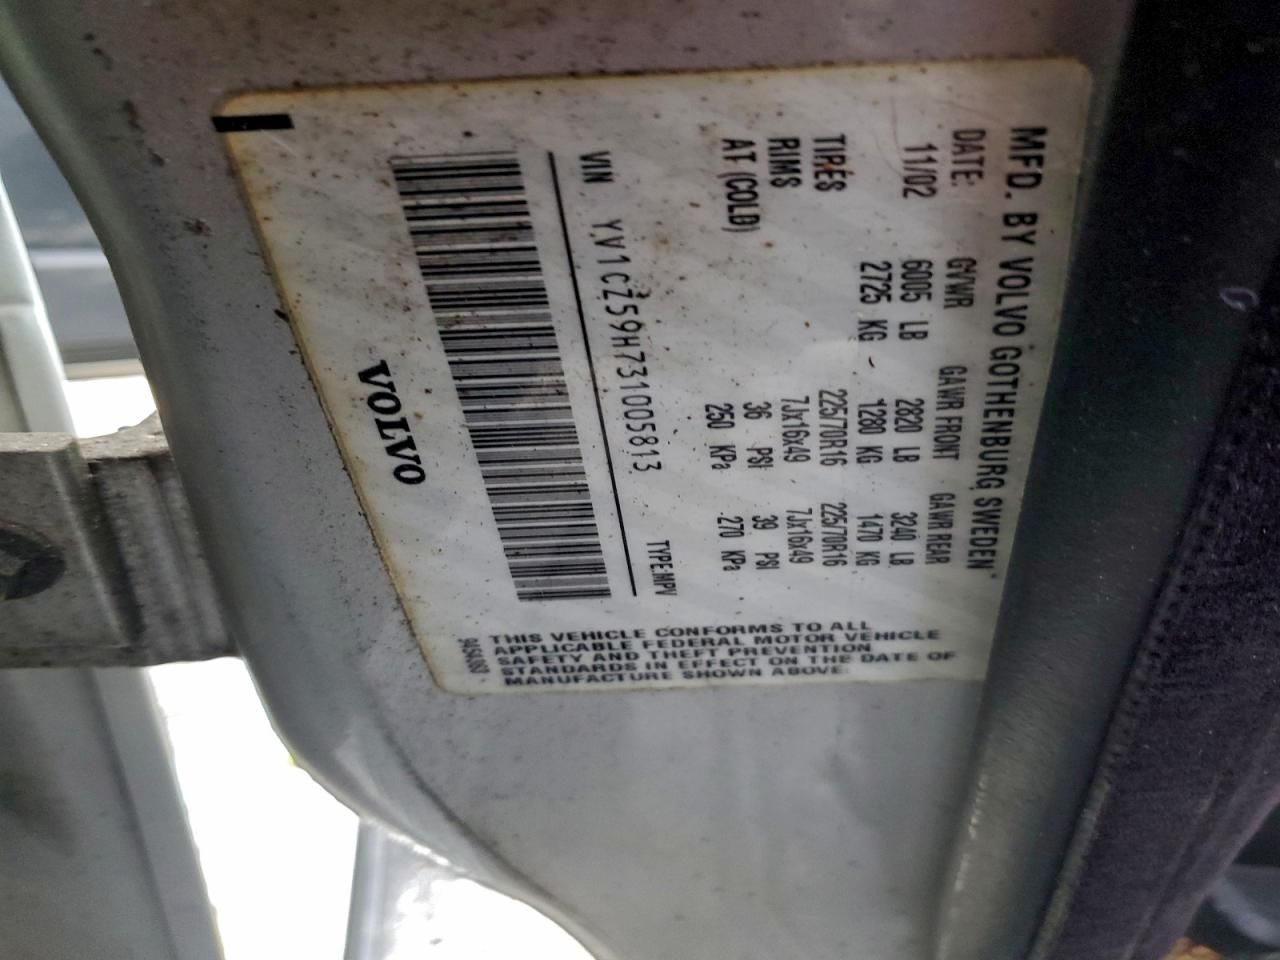 MFD. BY VOLVO GOTHENBURG SWEDEN
DATE: GVWR GAWR FRONT GAWR REAR
11/02 6005 LB 2820 LB 3240 LB
2725 KG 1280 KG 1470 KG
TIRES 225/70R16 225/70R16
RIMS 7Jx16x49 7Jx16x49
AT (COLD) 36 PSI 39 PSI
250 KPa 270 KPa
VIN YV1CZ59H731005813 TYPE:MPV
VOLVO
THIS VEHICLE CONFORMS TO ALL
APPLICABLE FEDERAL MOTOR VEHICLE
SAFETY AND THEFT PREVENTION
STANDARDS IN EFFECT ON THE DATE OF
MANUFACTURE SHOWN ABOVE.